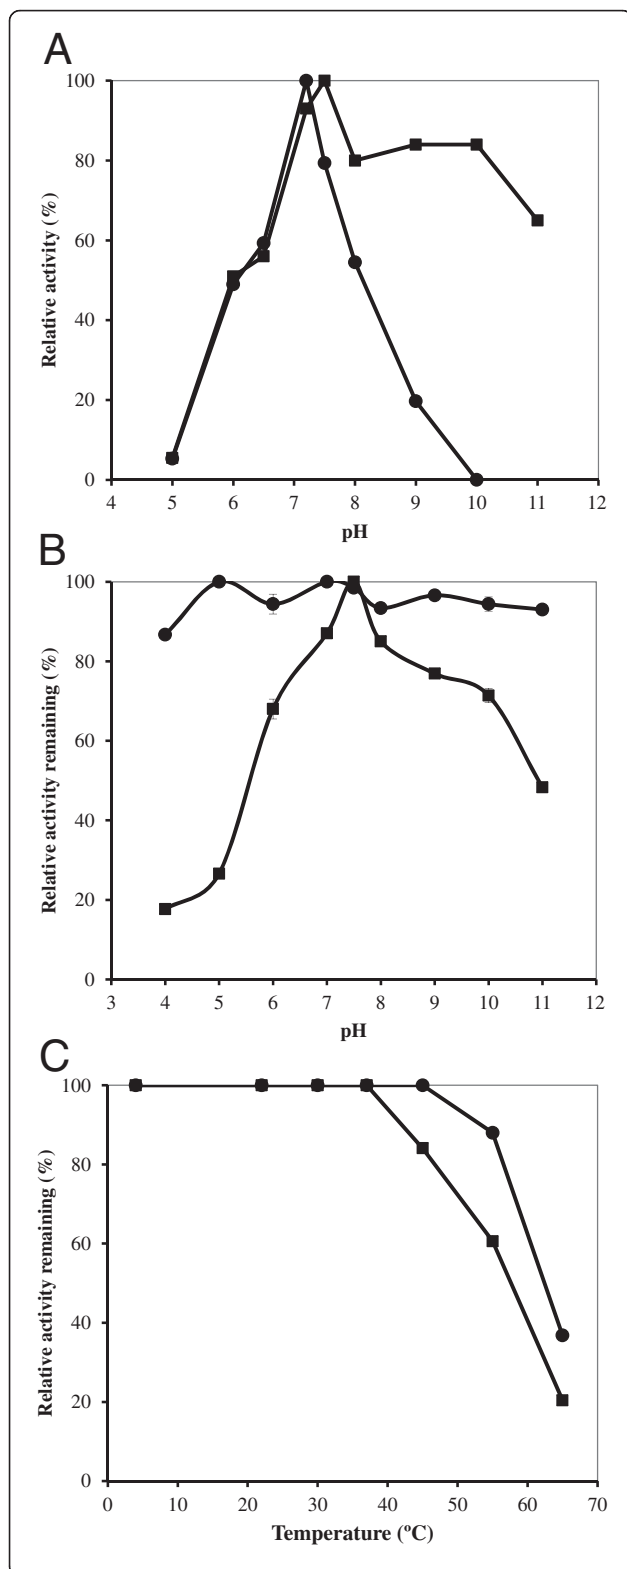 A
100
80
60
40
20
0
Relative activity (%)
4 5 6 7 8 9 10 11 12
pH
B
100
80
60
40
20
0
Relative activity remaining (%)
3 4 5 6 7 8 9 10 11 12
pH
C
100
80
60
40
20
0
Relative activity remaining (%)
0 10 20 30 40 50 60 70
Temperature (ºC)